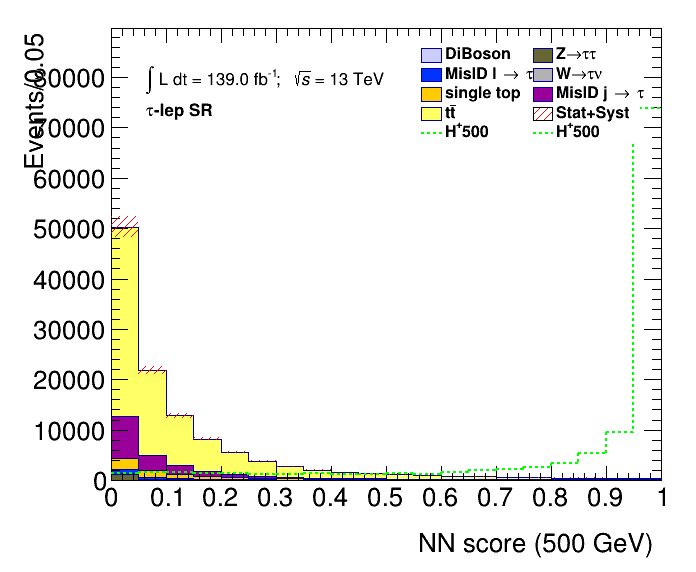 Events/0.05
80000
70000
60000
50000
40000
30000
20000
10000
0
∫ L dt = 139.0 fb⁻¹; √s = 13 TeV
τ-lep SR
DiBoson
Z→ττ
MisID l → τ
W→τν
single top
MisID j → τ
tt̄
Stat+Syst
H⁺500
H⁺500
0 0.1 0.2 0.3 0.4 0.5 0.6 0.7 0.8 0.9 1
NN score (500 GeV)